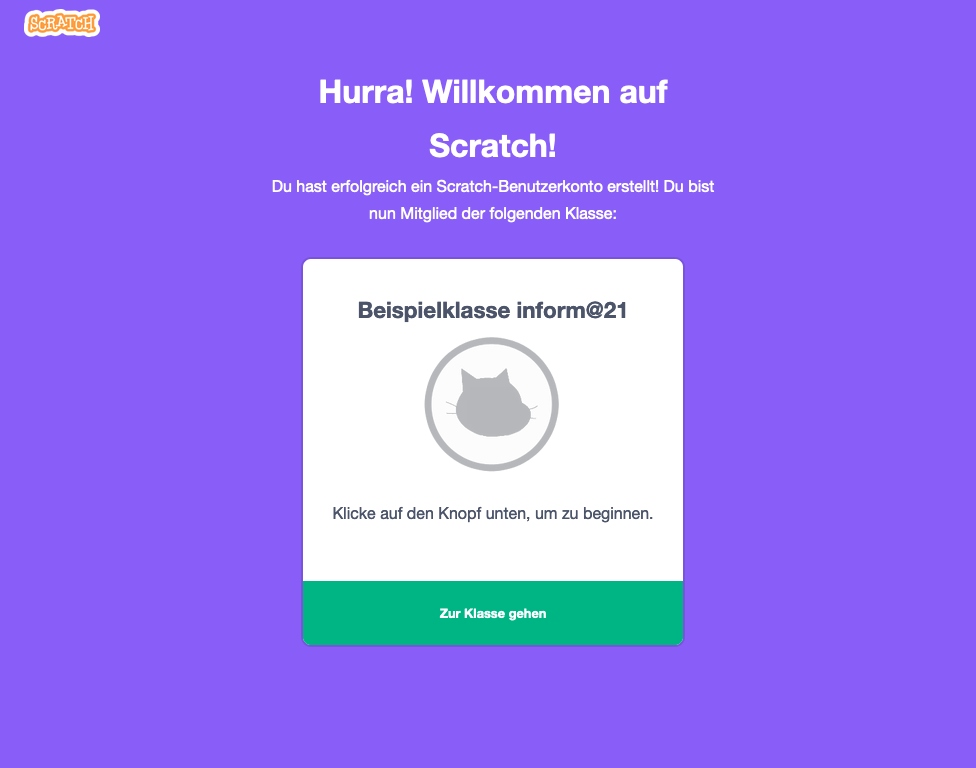 SCRATCH
Hurra! Willkommen auf
Scratch!
Du hast erfolgreich ein Scratch-Benutzerkonto erstellt! Du bist
nun Mitglied der folgenden Klasse:
Beispielklasse inform@21
Klicke auf den Knopf unten, um zu beginnen.
Zur Klasse gehen